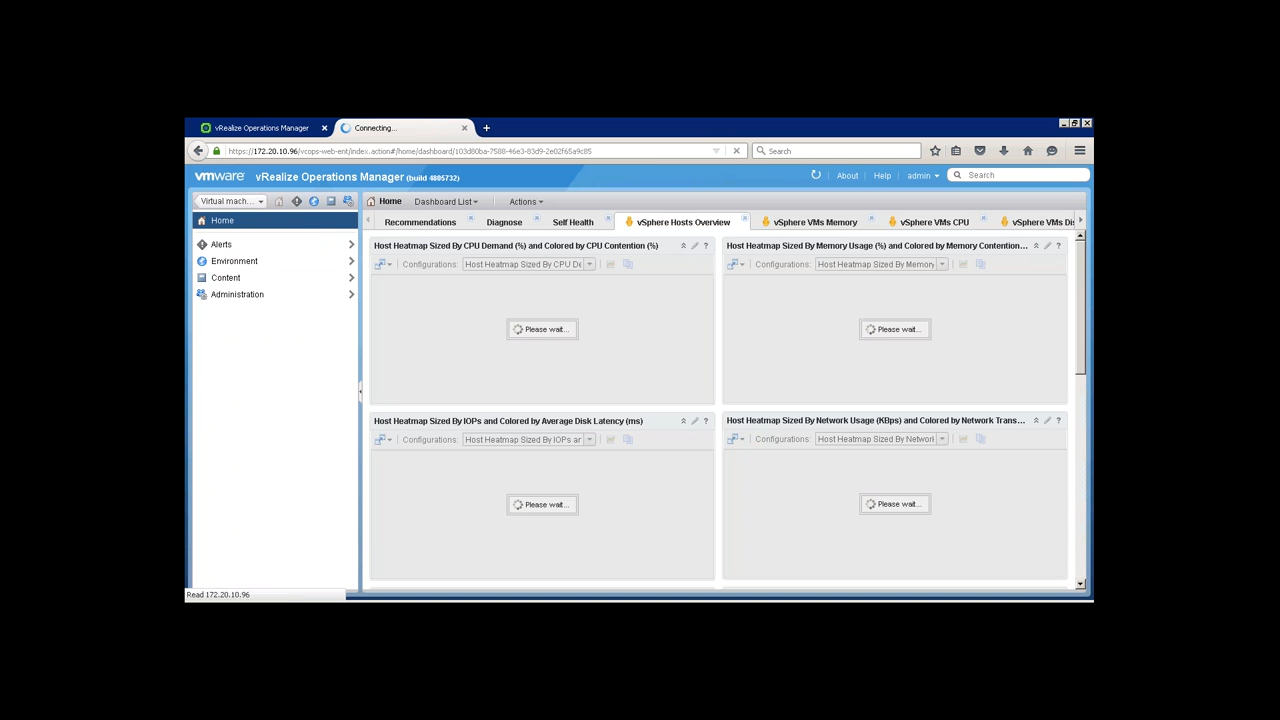 vRealize Operations Manager
Connecting...
https://172.20.10.96/vcops-web-ent/index.action#/home/dashboard/103d80ba-7588-46e3-83d9-2e02f65a9c85
Search
vmware vRealize Operations Manager (build 4805732)
About Help admin Search
Virtual mach...
Home Dashboard List Actions
Home
Recommendations Diagnose Self Health vSphere Hosts Overview vSphere VMs Memory vSphere VMs CPU vSphere VMs Dis
Alerts
Environment
Content
Administration
Host Heatmap Sized By CPU Demand (%) and Colored by CPU Contention (%)
Configurations: Host Heatmap Sized By CPU De
Please wait...
Host Heatmap Sized By Memory Usage (%) and Colored by Memory Contention...
Configurations: Host Heatmap Sized By Memory
Please wait...
Host Heatmap Sized By IOPs and Colored by Average Disk Latency (ms)
Configurations: Host Heatmap Sized By IOPs ar
Please wait...
Host Heatmap Sized By Network Usage (KBps) and Colored by Network Trans...
Configurations: Host Heatmap Sized By Networl
Please wait...
Read 172.20.10.96